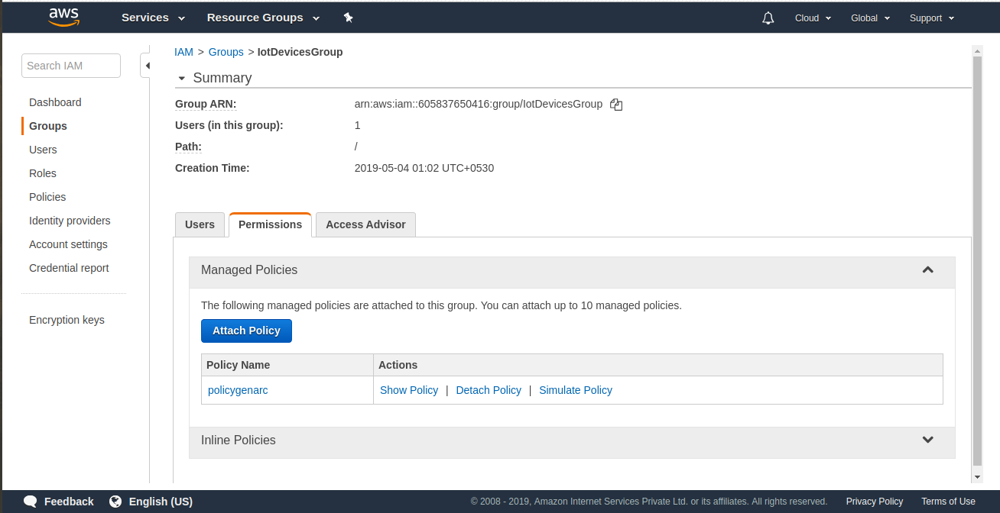 aws Services Resource Groups Cloud Global Support
Search IAM
Dashboard
Groups
Users
Roles
Policies
Identity providers
Account settings
Credential report
Encryption keys
IAM > Groups > IotDevicesGroup
Summary
Group ARN: arn:aws:iam::605837650416:group/IotDevicesGroup
Users (in this group): 1
Path: /
Creation Time: 2019-05-04 01:02 UTC+0530
Users Permissions Access Advisor
Managed Policies
The following managed policies are attached to this group. You can attach up to 10 managed policies.
Attach Policy
Policy Name Actions
policygenarc Show Policy | Detach Policy | Simulate Policy
Inline Policies
Feedback English (US) © 2008 - 2019, Amazon Internet Services Private Ltd. or its affiliates. All rights reserved. Privacy Policy Terms of Use